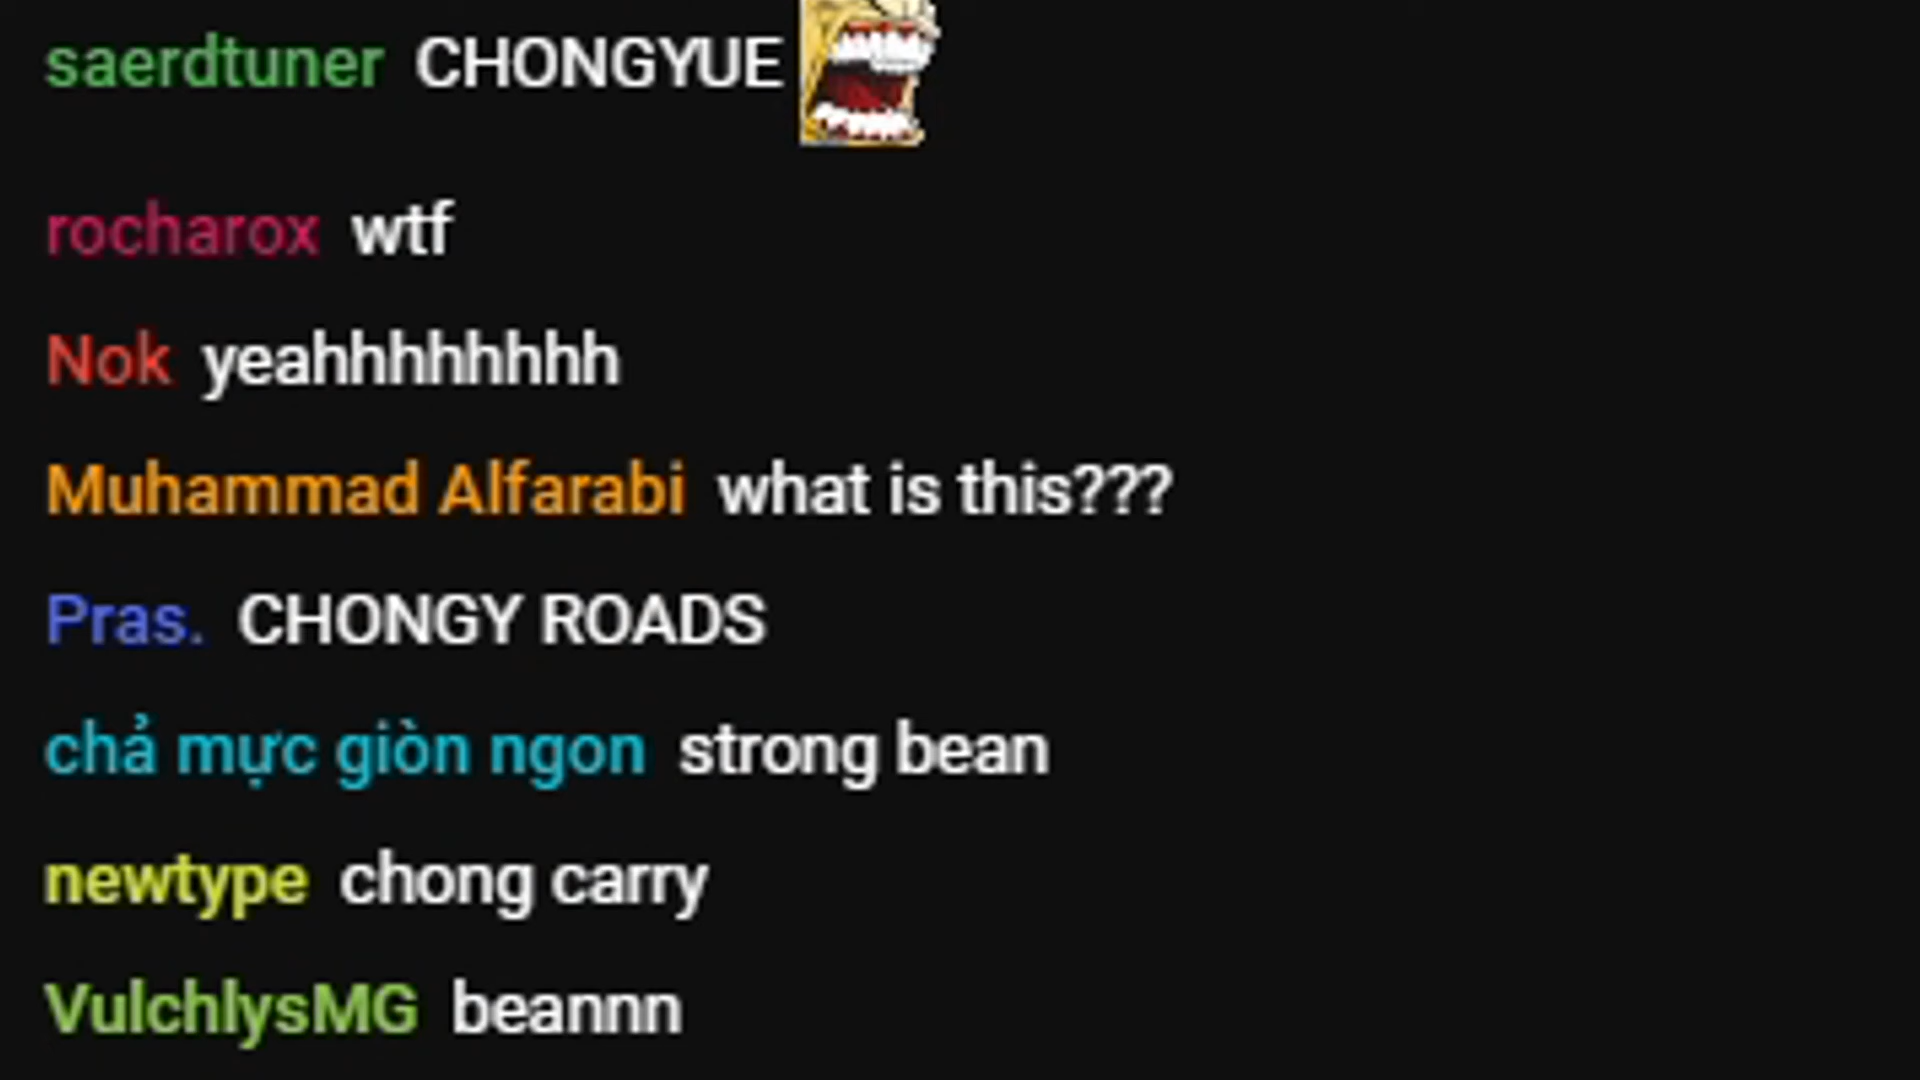 saerdtuner CHONGYUE
rocharox wtf
Nok yeahhhhhhhh
Muhammad Alfarabi what is this???
Pras. CHONGY ROADS
chả mực giòn ngon strong bean
newtype chong carry
VulchlysMG beannn